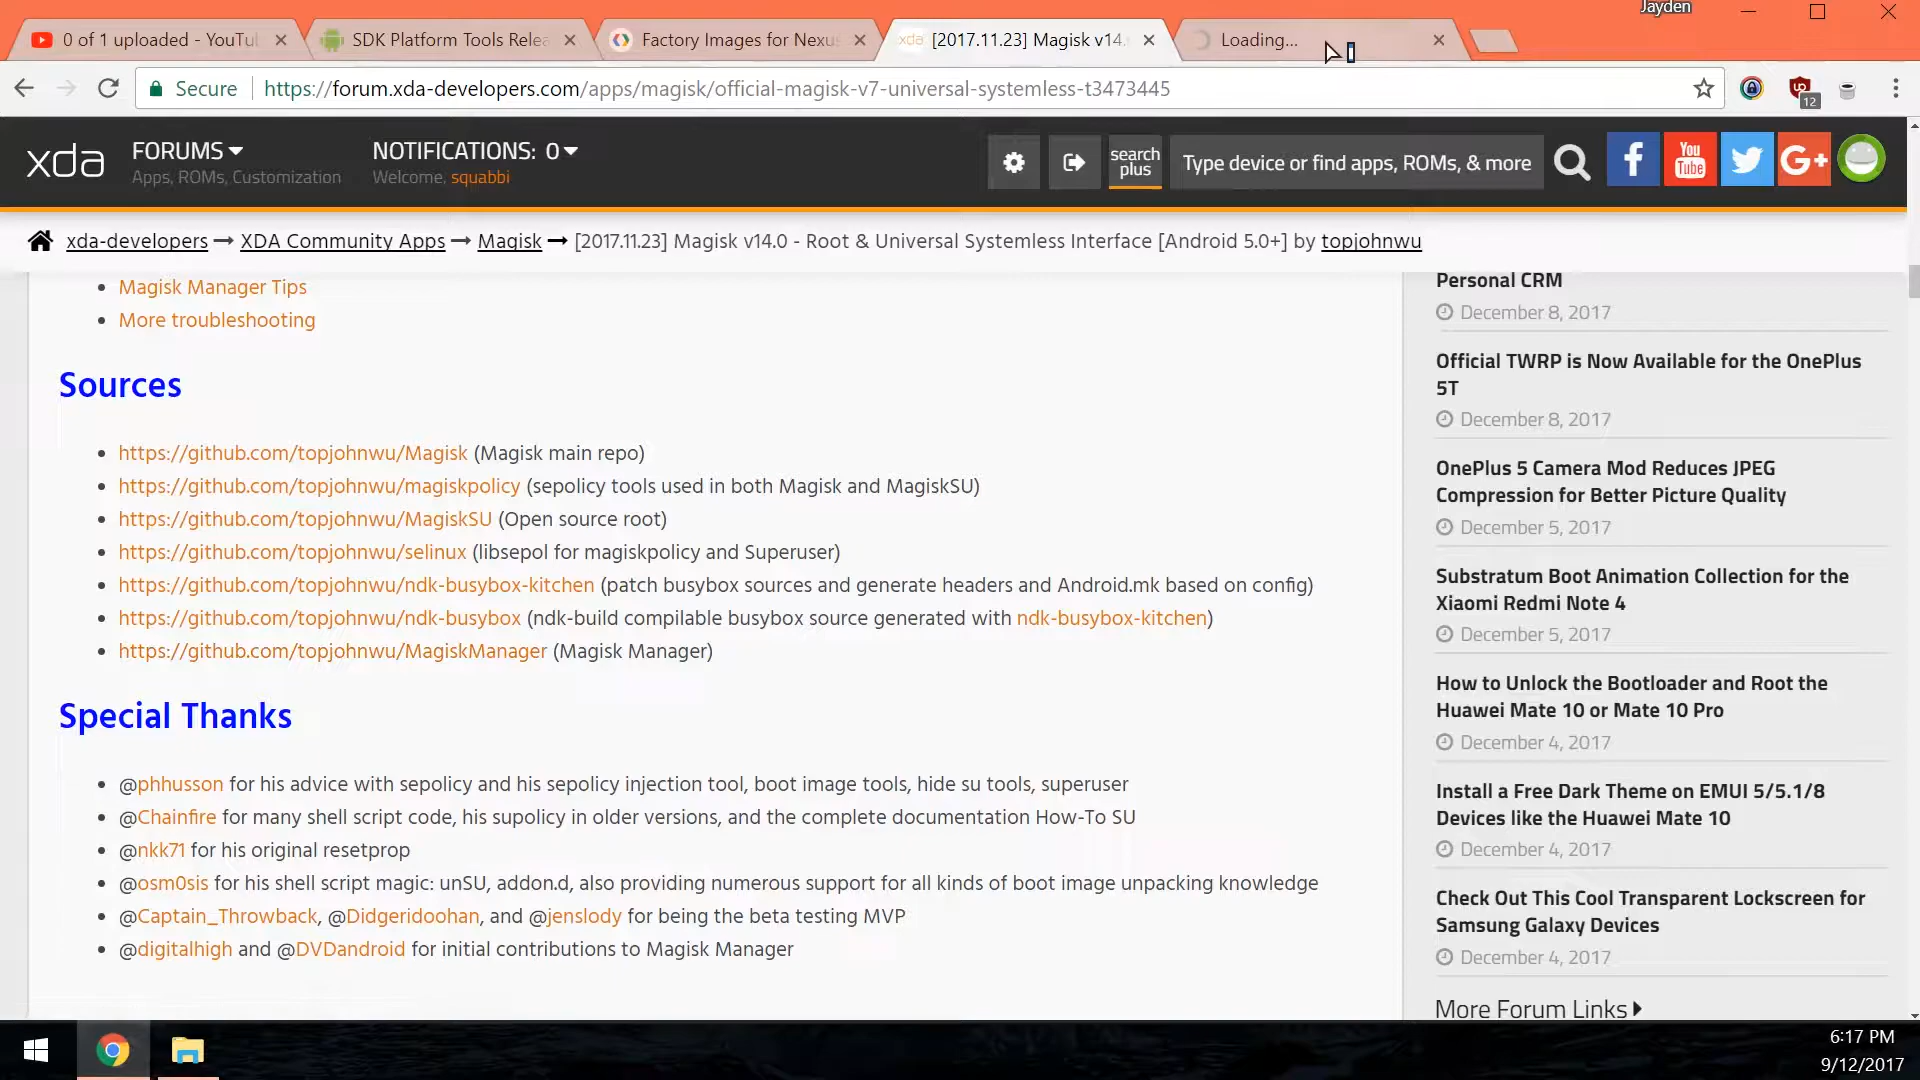 Jayden
0 of 1 uploaded - YouTu
SDK Platform Tools Relea
Factory Images for Nexus
xda [2017.11.23] Magisk v14.
Loading...
Secure https://forum.xda-developers.com/apps/magisk/official-magisk-v7-universal-systemless-t3473445
12
xda
FORUMS
Apps, ROMs, Customization
NOTIFICATIONS: 0
Welcome, squabbi
search plus
Type device or find apps, ROMs, & more
f
You Tube
G+
xda-developers → XDA Community Apps → Magisk → [2017.11.23] Magisk v14.0 - Root & Universal Systemless Interface [Android 5.0+] by topjohnwu
• Magisk Manager Tips
• More troubleshooting
Sources
• https://github.com/topjohnwu/Magisk (Magisk main repo)
• https://github.com/topjohnwu/magiskpolicy (sepolicy tools used in both Magisk and MagiskSU)
• https://github.com/topjohnwu/MagiskSU (Open source root)
• https://github.com/topjohnwu/selinux (libsepol for magiskpolicy and Superuser)
• https://github.com/topjohnwu/ndk-busybox-kitchen (patch busybox sources and generate headers and Android.mk based on config)
• https://github.com/topjohnwu/ndk-busybox (ndk-build compilable busybox source generated with ndk-busybox-kitchen)
• https://github.com/topjohnwu/MagiskManager (Magisk Manager)
Special Thanks
• @phhusson for his advice with sepolicy and his sepolicy injection tool, boot image tools, hide su tools, superuser
• @Chainfire for many shell script code, his supolicy in older versions, and the complete documentation How-To SU
• @nkk71 for his original resetprop
• @osm0sis for his shell script magic: unSU, addon.d, also providing numerous support for all kinds of boot image unpacking knowledge
• @Captain_Throwback, @Didgeridoohan, and @jenslody for being the beta testing MVP
• @digitalhigh and @DVDandroid for initial contributions to Magisk Manager
Personal CRM
December 8, 2017
Official TWRP is Now Available for the OnePlus
5T
December 8, 2017
OnePlus 5 Camera Mod Reduces JPEG
Compression for Better Picture Quality
December 5, 2017
Substratum Boot Animation Collection for the
Xiaomi Redmi Note 4
December 5, 2017
How to Unlock the Bootloader and Root the
Huawei Mate 10 or Mate 10 Pro
December 4, 2017
Install a Free Dark Theme on EMUI 5/5.1/8
Devices like the Huawei Mate 10
December 4, 2017
Check Out This Cool Transparent Lockscreen for
Samsung Galaxy Devices
December 4, 2017
More Forum Links
6:17 PM
9/12/2017